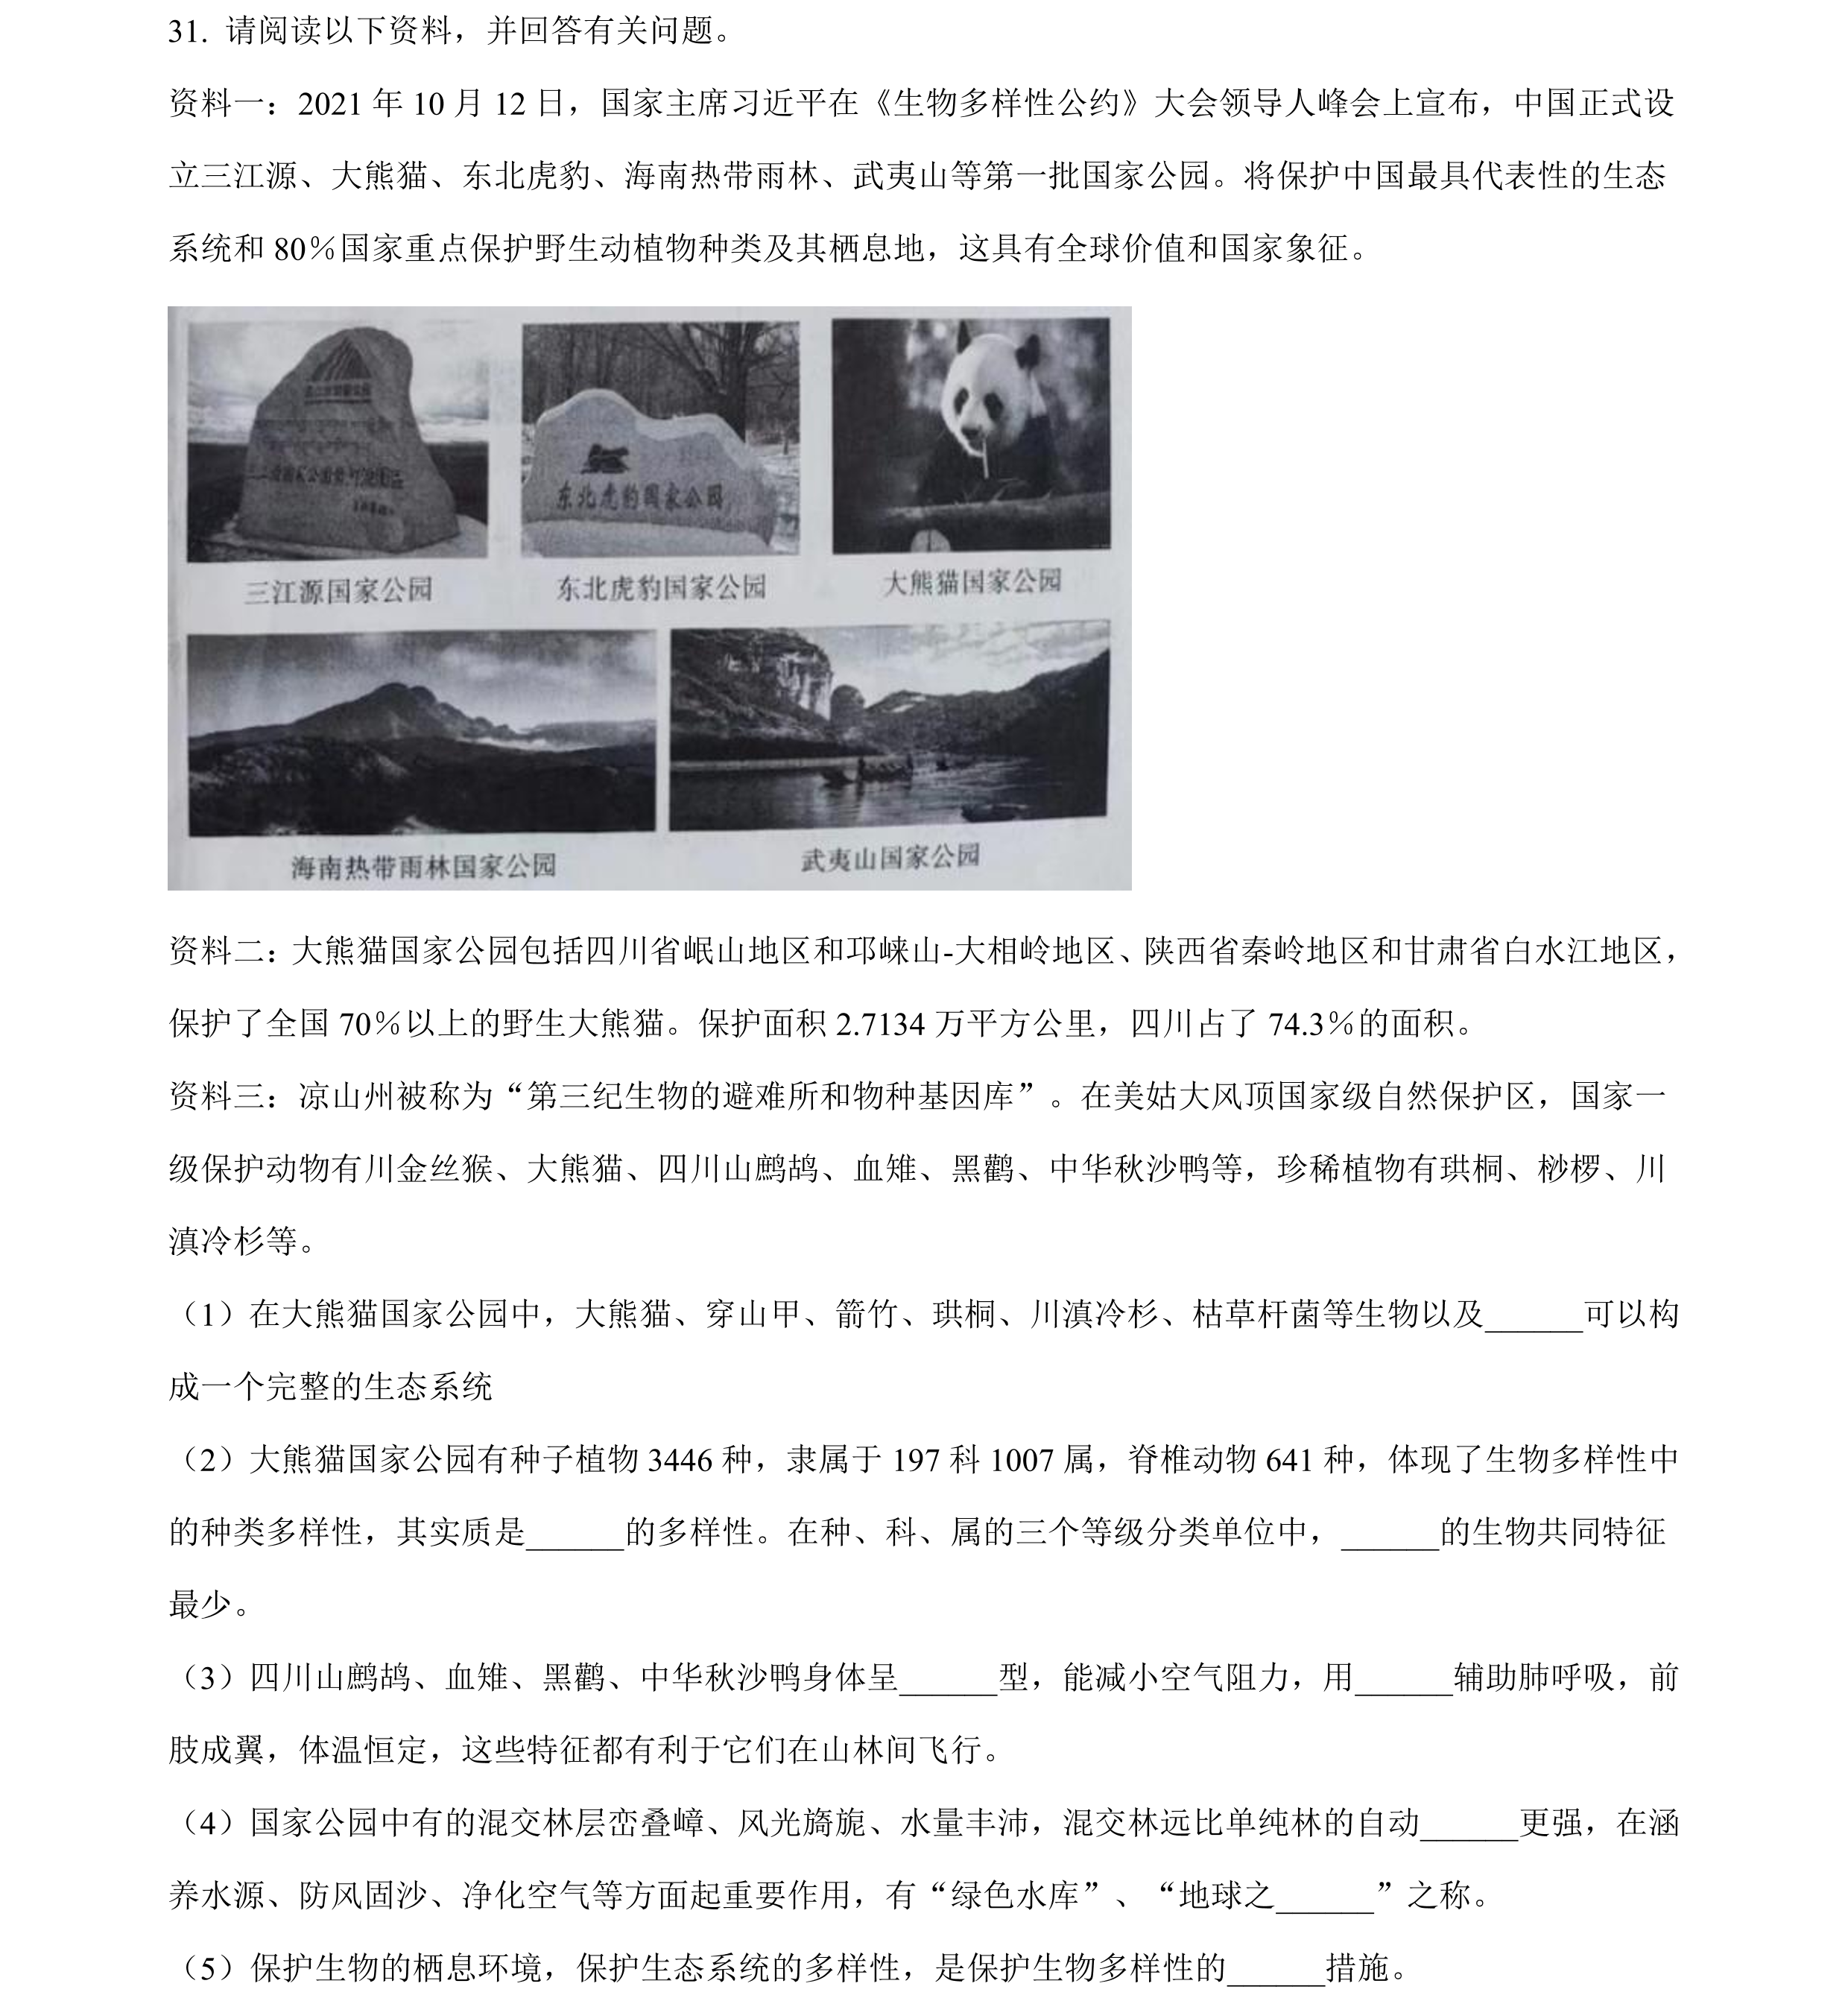 31. 请阅读以下资料，并回答有关问题。
资料一：2021 年 10 月 12 日，国家主席习近平在《生物多样性公约》大会领导人峰会上宣布，中国正式设
立三江源、大熊猫、东北虎豹、海南热带雨林、武夷山等第一批国家公园。将保护中国最具代表性的生态
系统和 80％国家重点保护野生动植物种类及其栖息地，这具有全球价值和国家象征。
东北虎豹国家公园
三江源国家公园
东北虎豹国家公园
大熊猫国家公园
海南热带雨林国家公园
武夷山国家公园
资料二：大熊猫国家公园包括四川省岷山地区和邛崃山-大相岭地区、陕西省秦岭地区和甘肃省白水江地区，
保护了全国 70％以上的野生大熊猫。保护面积 2.7134 万平方公里，四川占了 74.3％的面积。
资料三：凉山州被称为“第三纪生物的避难所和物种基因库”。在美姑大风顶国家级自然保护区，国家一
级保护动物有川金丝猴、大熊猫、四川山鹧鸪、血雉、黑鹳、中华秋沙鸭等，珍稀植物有珙桐、桫椤、川
滇冷杉等。
（1）在大熊猫国家公园中，大熊猫、穿山甲、箭竹、珙桐、川滇冷杉、枯草杆菌等生物以及______可以构
成一个完整的生态系统
（2）大熊猫国家公园有种子植物 3446 种，隶属于 197 科 1007 属，脊椎动物 641 种，体现了生物多样性中
的种类多样性，其实质是______的多样性。在种、科、属的三个等级分类单位中，______的生物共同特征
最少。
（3）四川山鹧鸪、血雉、黑鹳、中华秋沙鸭身体呈______型，能减小空气阻力，用______辅助肺呼吸，前
肢成翼，体温恒定，这些特征都有利于它们在山林间飞行。
（4）国家公园中有的混交林层峦叠嶂、风光旖旎、水量丰沛，混交林远比单纯林的自动______更强，在涵
养水源、防风固沙、净化空气等方面起重要作用，有“绿色水库”、“地球之______”之称。
（5）保护生物的栖息环境，保护生态系统的多样性，是保护生物多样性的______措施。